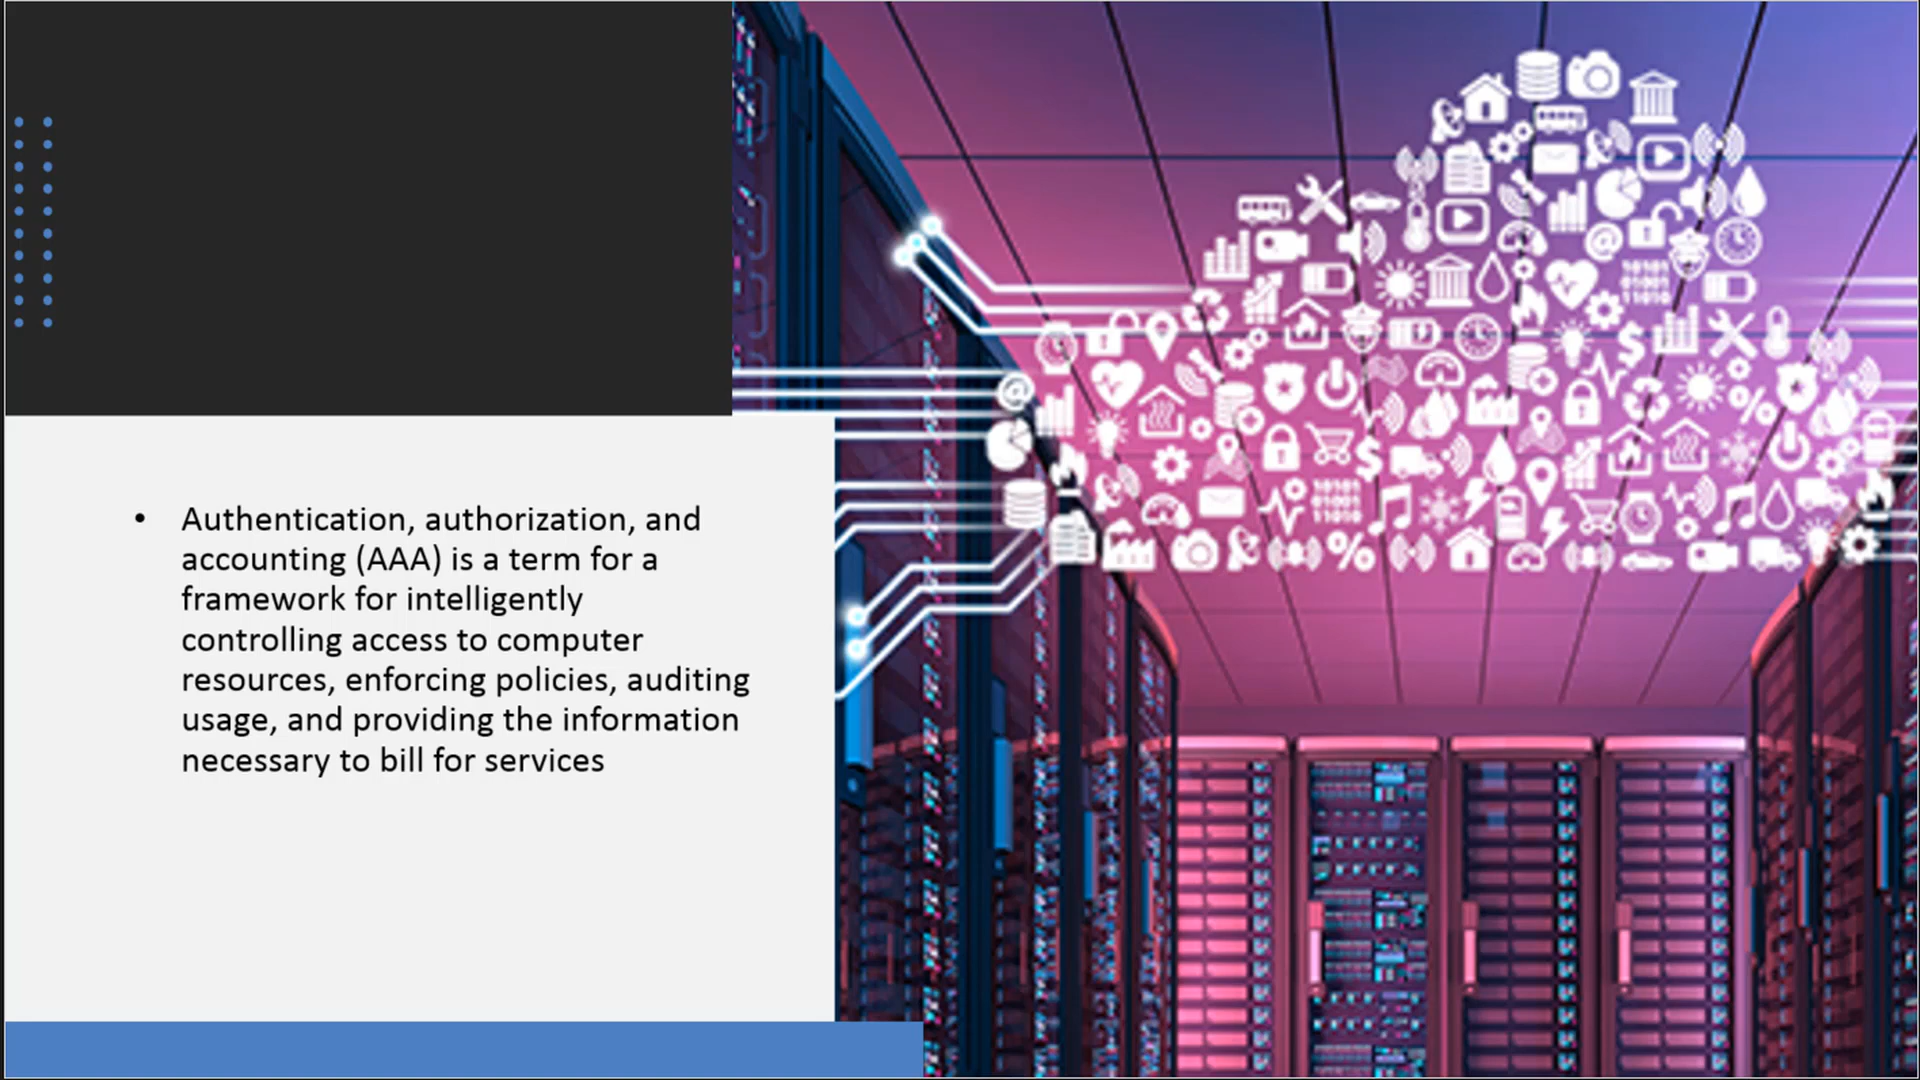 • Authentication, authorization, and
accounting (AAA) is a term for a
framework for intelligently
controlling access to computer
resources, enforcing policies, auditing
usage, and providing the information
necessary to bill for services